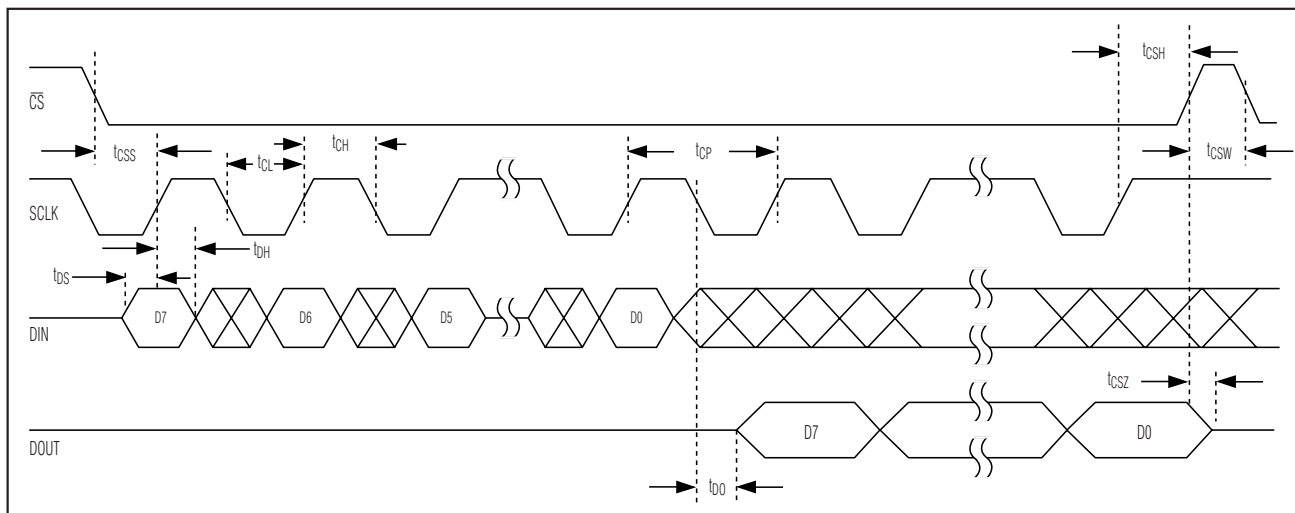 tCSH
CS
tCSS
tCL
tCH
tCP
tCSW
SCLK
tDH
tDS
D7
D6
D5
D0
DIN
tCSZ
D7
D0
DOUT
tDO